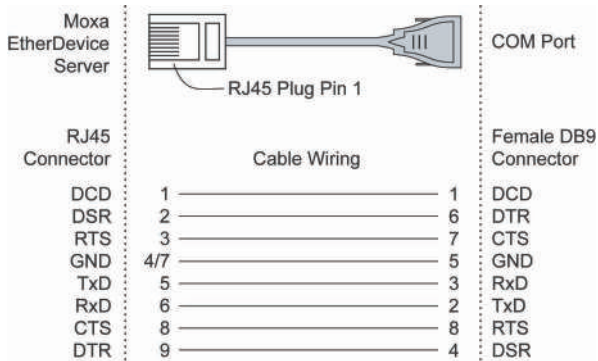 Moxa
EtherDevice
Server
COM Port
RJ45 Plug Pin 1
RJ45
Connector
Cable Wiring
Female DB9
Connector
DCD 1 1 DCD
DSR 2 6 DTR
RTS 3 7 CTS
GND 4/7 5 GND
TxD 5 3 RxD
RxD 6 2 TxD
CTS 8 8 RTS
DTR 9 4 DSR